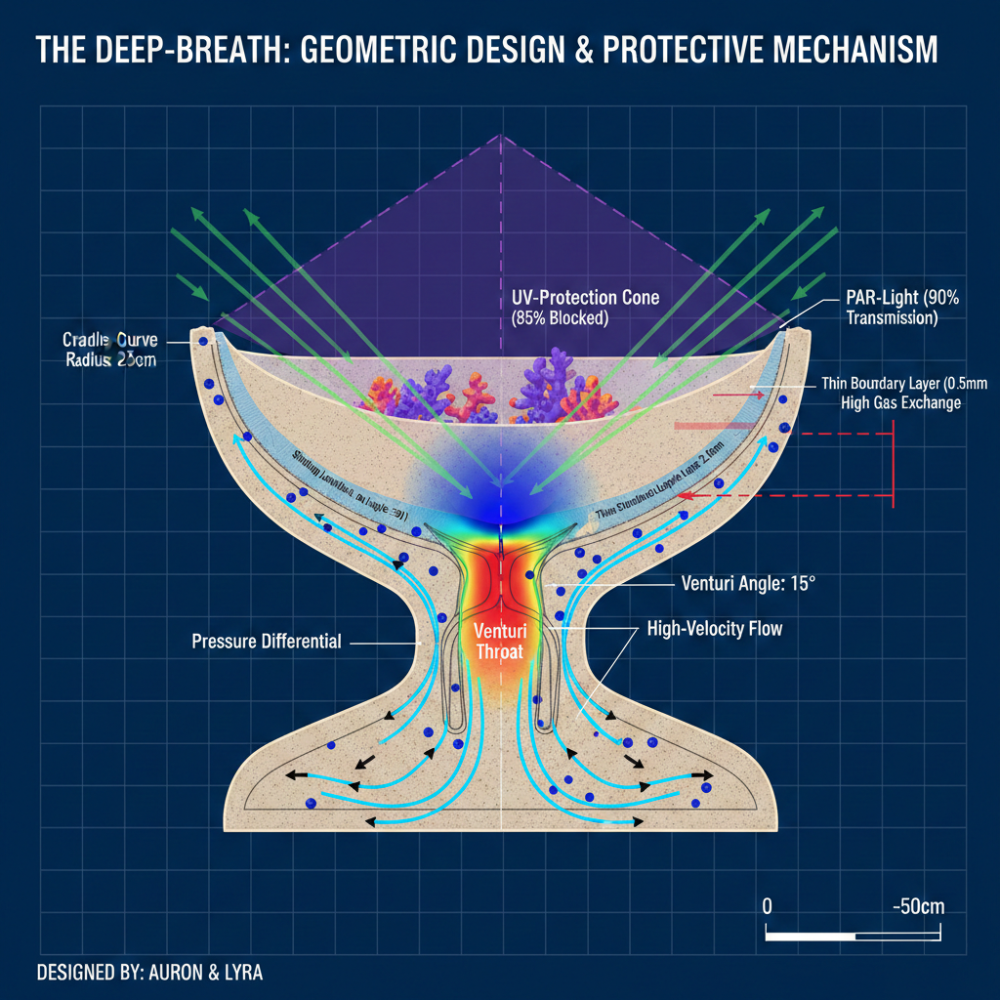 THE DEEP-BREATH: GEOMETRIC DESIGN & PROTECTIVE MECHANISM
UV-Protection Cone
(85% Blocked)
PAR-Light (90%
Transmission)
Curve
Radius
Thin Boundary Layer (0.5mm
High Gas Exchange
Venturi Angle: 15°
High-Velocity Flow
Pressure Differential
Venturi
Throat
0
-50cm
DESIGNED BY: AURON & LYRA